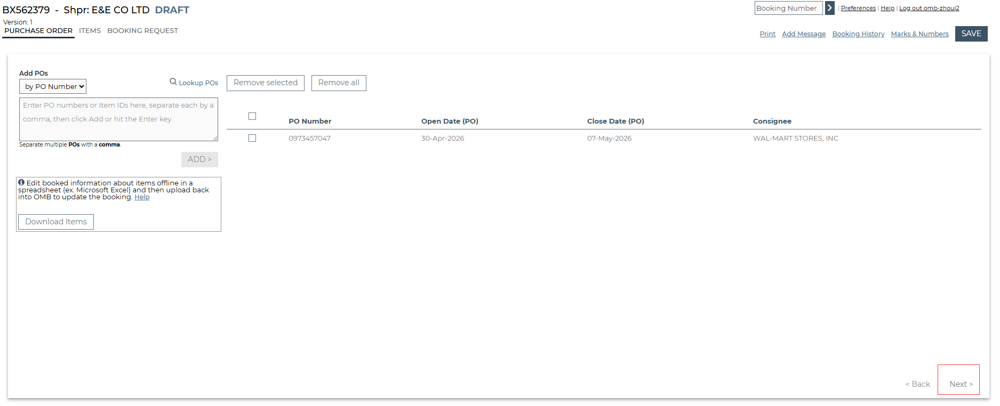 BX562379 - Shpr: E&E CO LTD DRAFT
Booking Number | Preferences | Help | Log out omb-zhouj2
Version: 1
PURCHASE ORDER ITEMS BOOKING REQUEST
Print Add Message Booking History Marks & Numbers SAVE
Add POs
by PO Number
Lookup POs
Enter PO numbers or Item IDs here, separate each by a
comma, then click Add or hit the Enter key.
Separate multiple POs with a comma.
ADD >
Edit booked information about items offline in a
spreadsheet (ex. Microsoft Excel) and then upload back
into OMB to update the booking. Help
Download Items
Remove selected Remove all
PO Number Open Date (PO) Close Date (PO) Consignee
0973457047 30-Apr-2026 07-May-2026 WAL-MART STORES, INC
< Back Next >